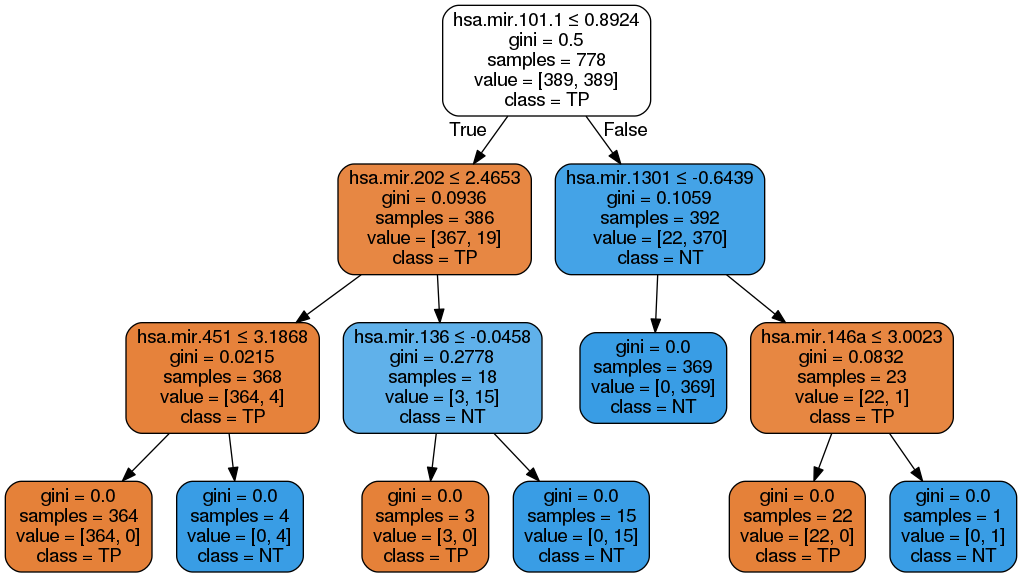 hsa.mir.101.1 ≤ 0.8924
gini = 0.5
samples = 778
value = [389, 389]
class = TP
True
False
hsa.mir.202 ≤ 2.4653
gini = 0.0936
samples = 386
value = [367, 19]
class = TP
hsa.mir.1301 ≤ -0.6439
gini = 0.1059
samples = 392
value = [22, 370]
class = NT
hsa.mir.451 ≤ 3.1868
gini = 0.0215
samples = 368
value = [364, 4]
class = TP
hsa.mir.136 ≤ -0.0458
gini = 0.2778
samples = 18
value = [3, 15]
class = NT
gini = 0.0
samples = 369
value = [0, 369]
class = NT
hsa.mir.146a ≤ 3.0023
gini = 0.0832
samples = 23
value = [22, 1]
class = TP
gini = 0.0
samples = 364
value = [364, 0]
class = TP
gini = 0.0
samples = 4
value = [0, 4]
class = NT
gini = 0.0
samples = 3
value = [3, 0]
class = TP
gini = 0.0
samples = 15
value = [0, 15]
class = NT
gini = 0.0
samples = 22
value = [22, 0]
class = TP
gini = 0.0
samples = 1
value = [0, 1]
class = NT